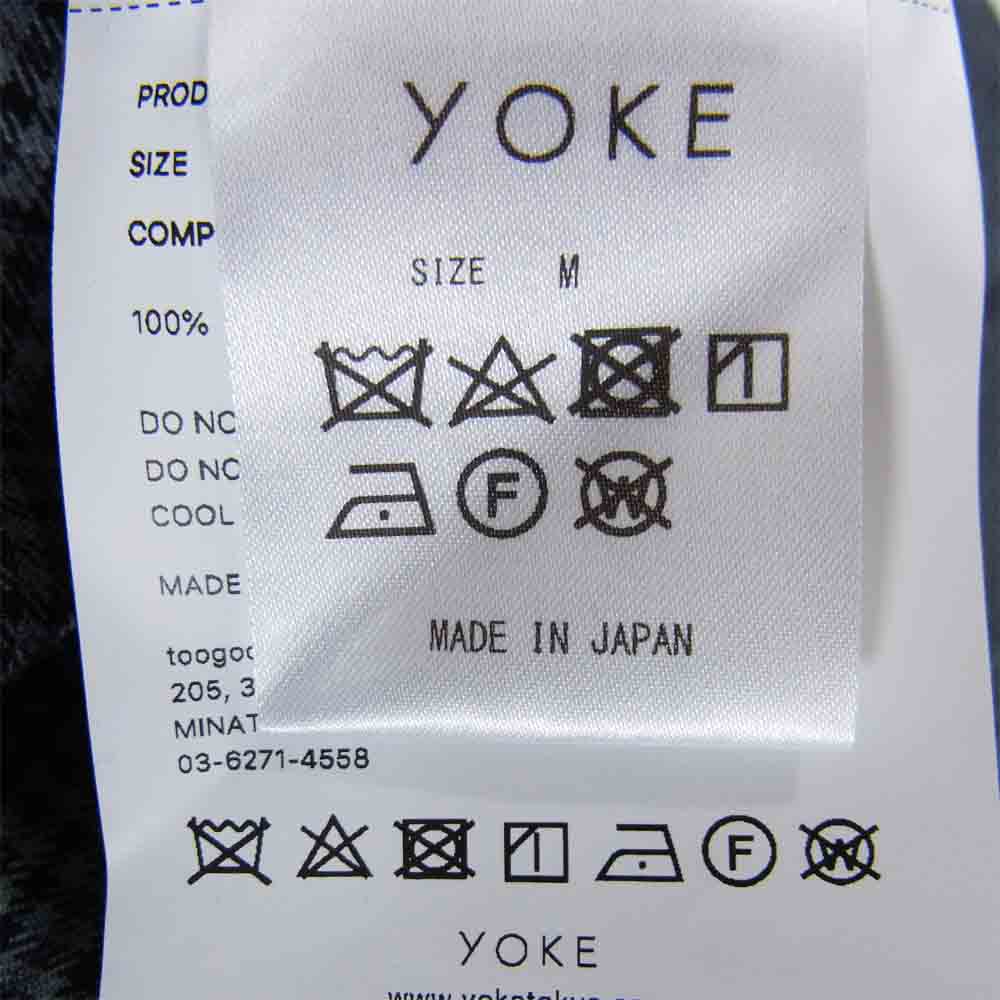 YOKE
SIZE M
F
W
MADE IN JAPAN
PROD
SIZE
COMP
100%
DO NO
DO NO
COOL
MADE
toogoo
205, 3
MINAT
03-6271-4558
F
W
YOKE